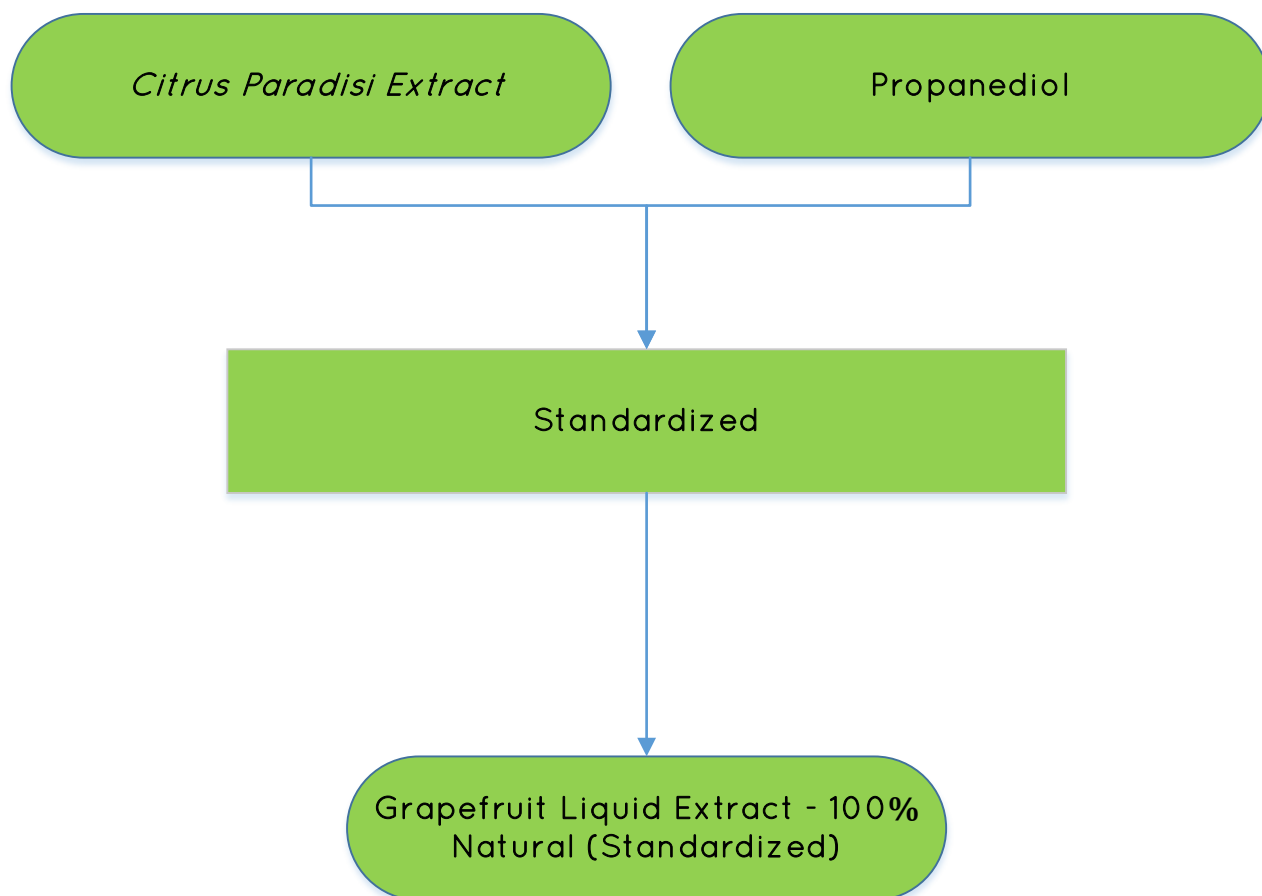 Citrus Paradisi Extract
Propanediol
Standardized
Grapefruit Liquid Extract - 100%
Natural (Standardized)